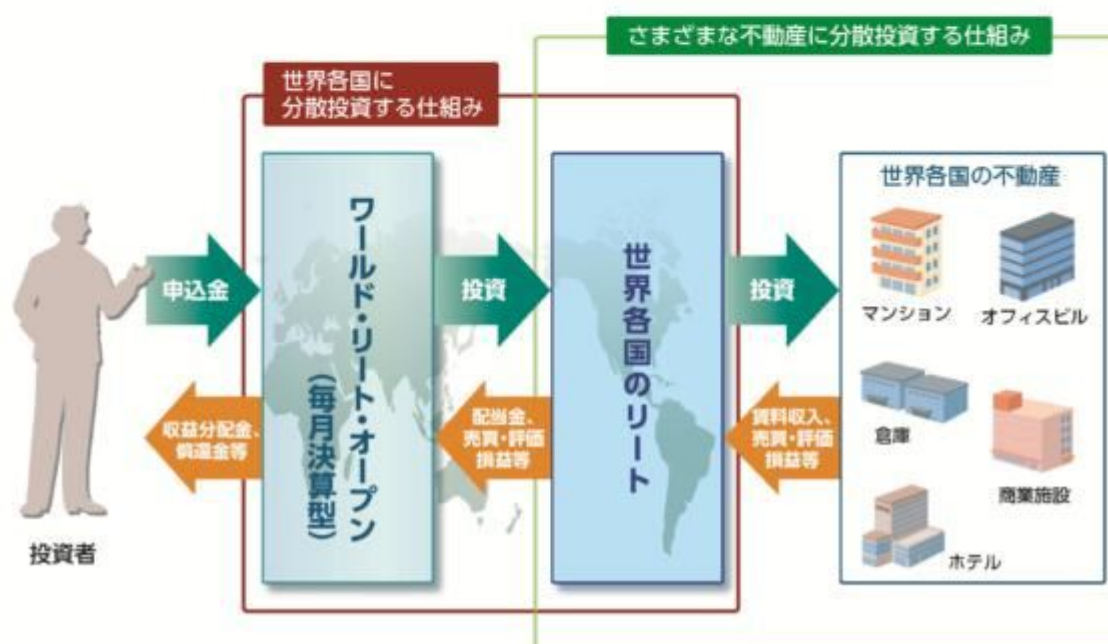 さまざまな不動産に分散投資する仕組み
世界各国に
分散投資する仕組み
投資者
申込金
収益分配金、
償還金等
ワールド・リート・オープン
(毎月決算型)
投資
配当金、
売買・評価
損益等
世界各国のリート
投資
賃料収入、
売買・評価
損益等
世界各国の不動産
マンション
オフィスビル
倉庫
商業施設
ホテル